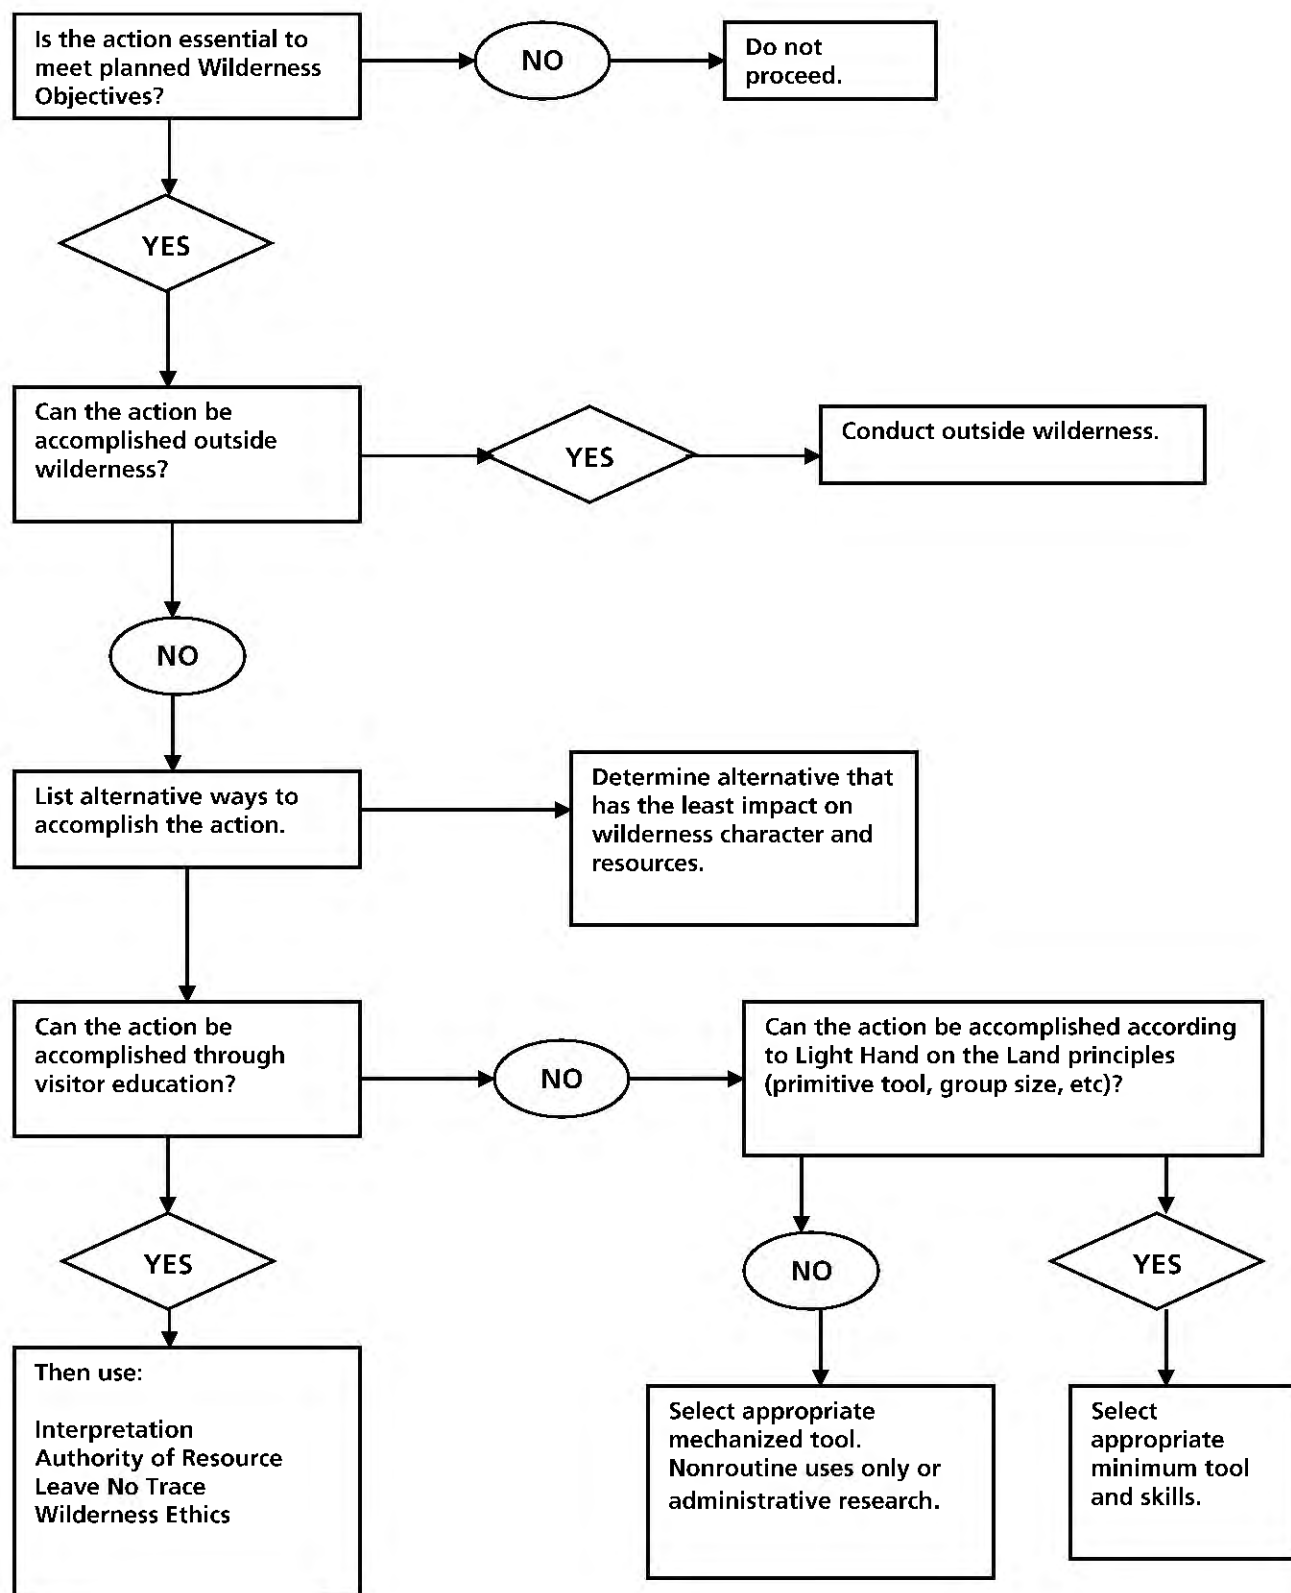 Is the action essential to
meet planned Wilderness
Objectives?
NO
Do not
proceed.
YES
Can the action be
accomplished outside
wilderness?
YES
Conduct outside wilderness.
NO
List alternative ways to
accomplish the action.
Determine alternative that
has the least impact on
wilderness character and
resources.
Can the action be
accomplished through
visitor education?
NO
Can the action be accomplished according
to Light Hand on the Land principles
(primitive tool, group size, etc)?
YES
NO
YES
Then use:
Interpretation
Authority of Resource
Leave No Trace
Wilderness Ethics
Select appropriate
mechanized tool.
Nonroutine uses only or
administrative research.
Select
appropriate
minimum tool
and skills.